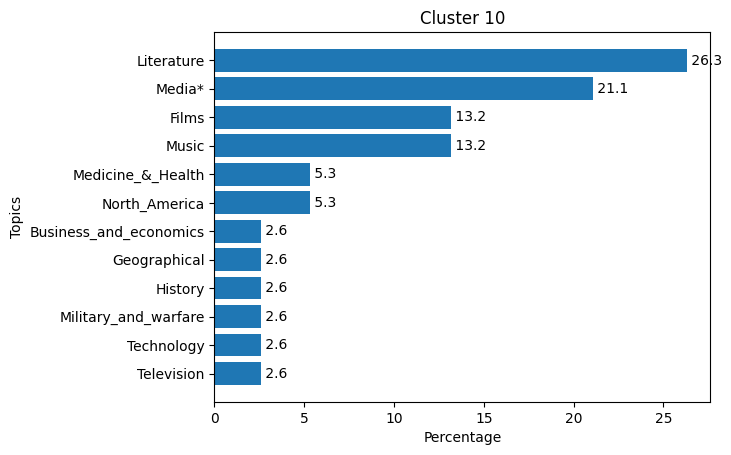 Cluster 10
Literature 26.3
Media* 21.1
Films 13.2
Music 13.2
Medicine_&_Health 5.3
North_America 5.3
Business_and_economics 2.6
Geographical 2.6
History 2.6
Military_and_warfare 2.6
Technology 2.6
Television 2.6
Topics
0 5 10 15 20 25
Percentage